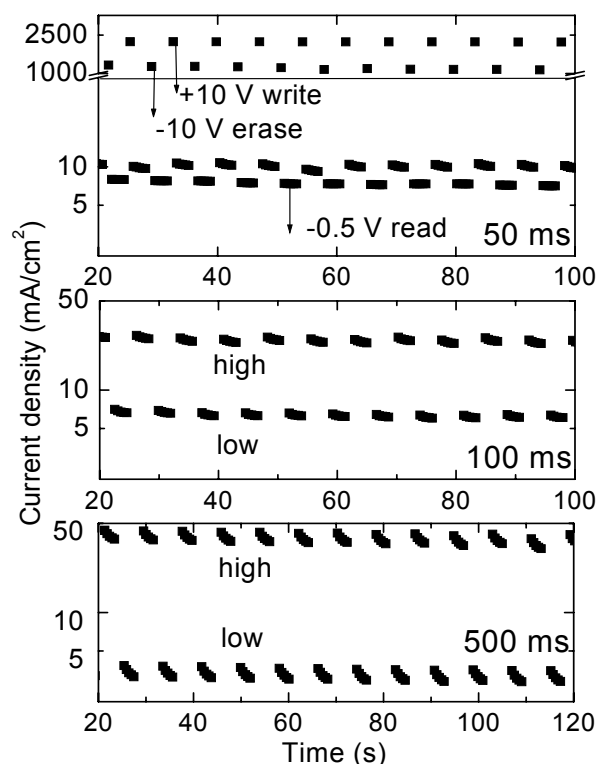 2500
1000
+10 V write
-10 V erase
10
5
-0.5 V read
50 ms
20 40 60 80 100
50
high
10
5
low
100 ms
20 40 60 80 100
50
high
10
low
500 ms
5
20 40 60 80 100 120
Time (s)
Current density (mA/cm²)